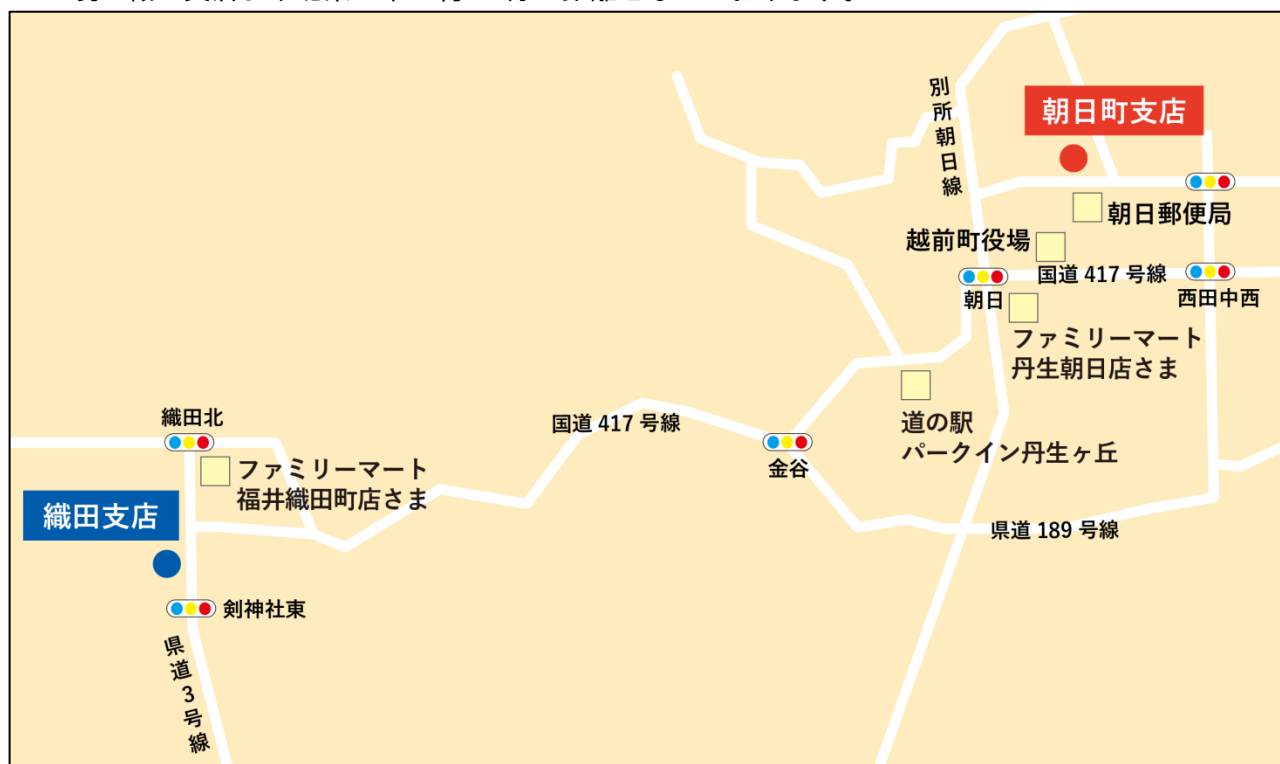 別所朝日線
朝日町支店
朝日郵便局
越前町役場
国道 417 号線
朝日
西田中西
ファミリーマート
丹生朝日店さま
道の駅
パークイン丹生ヶ丘
国道 417 号線
金谷
県道 189 号線
織田北
ファミリーマート
福井織田町店さま
織田支店
剣神社東
県道3号線